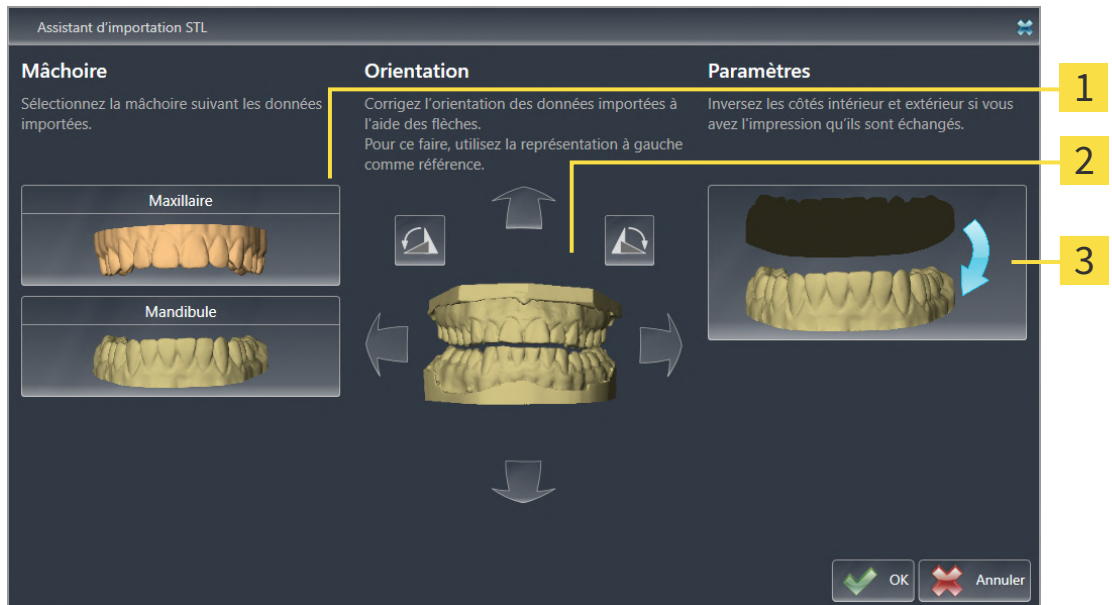 Assistant d'importation STL
Mâchoire
Sélectionnez la mâchoire suivant les données
importées.
Maxillaire
Mandibule
Orientation
Corrigez l'orientation des données importées à
l'aide des flèches.
Pour ce faire, utilisez la représentation à gauche
comme référence.
Paramètres
Inversez les côtés intérieur et extérieur si vous
avez l'impression qu'ils sont échangés.
1
2
3
OK
Annuler